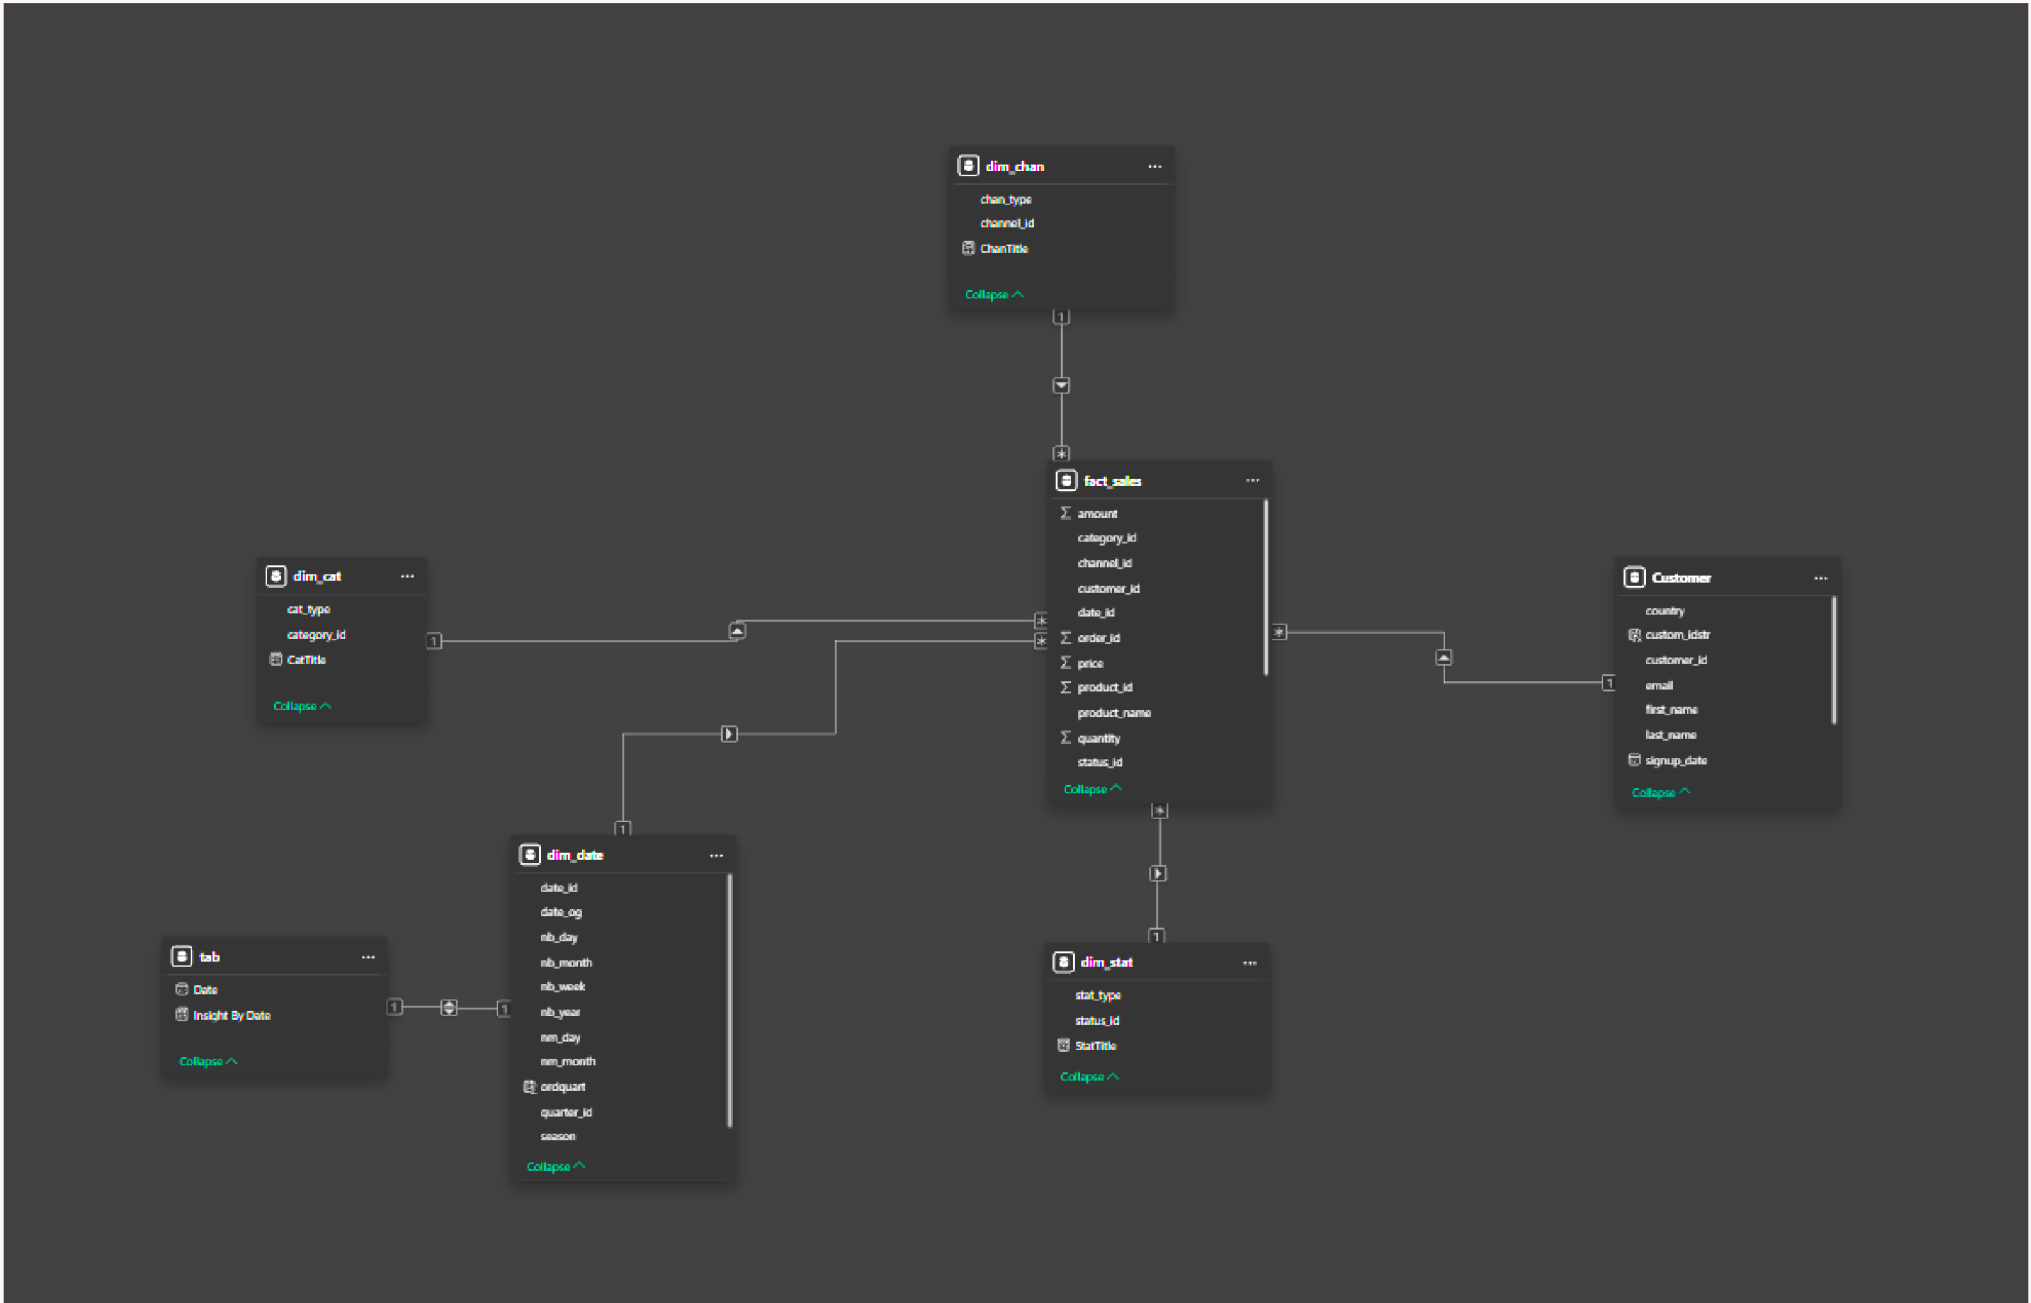 dim_chan
chan_type
channel_id
ChanTitle
Collapse
1
*
fact_sales
amount
category_id
channel_id
customer_id
date_id
order_id
price
product_id
product_name
quantity
status_id
Collapse
dim_cat
cat_type
category_id
CatTitle
Collapse
1
*
*
Customer
country
custom_idstr
customer_id
email
first_name
last_name
signup_date
Collapse
*
1
1
dim_date
date_id
date_og
nb_day
nb_month
nb_week
nb_year
nm_day
nm_month
ordquart
quarter_id
season
Collapse
tab
Date
Insight By Date
Collapse
1
1
*
1
dim_stat
stat_type
status_id
StatTitle
Collapse